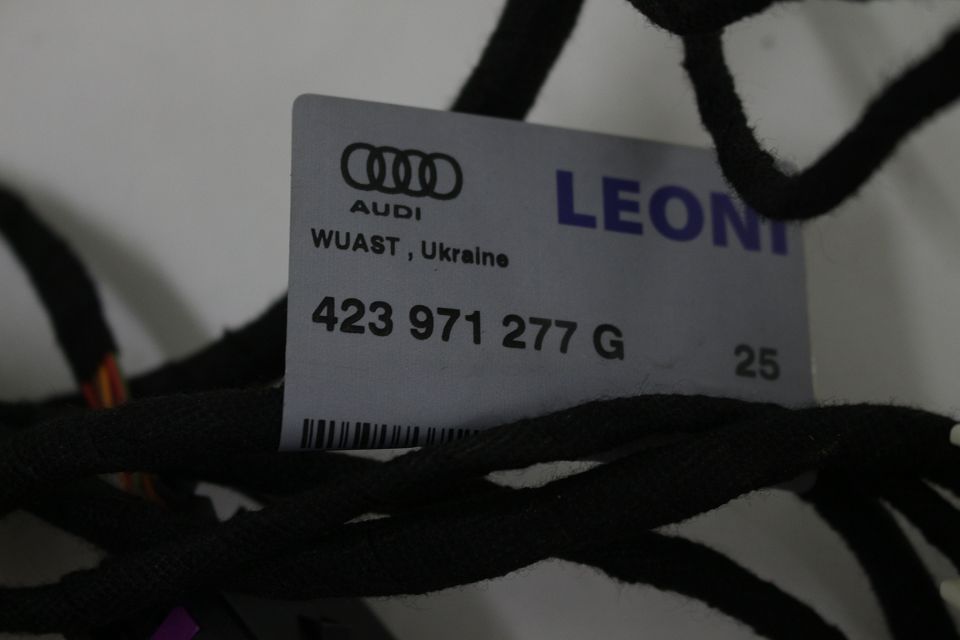 AUDI
LEONI
WUAST , Ukraine
423 971 277 G
25